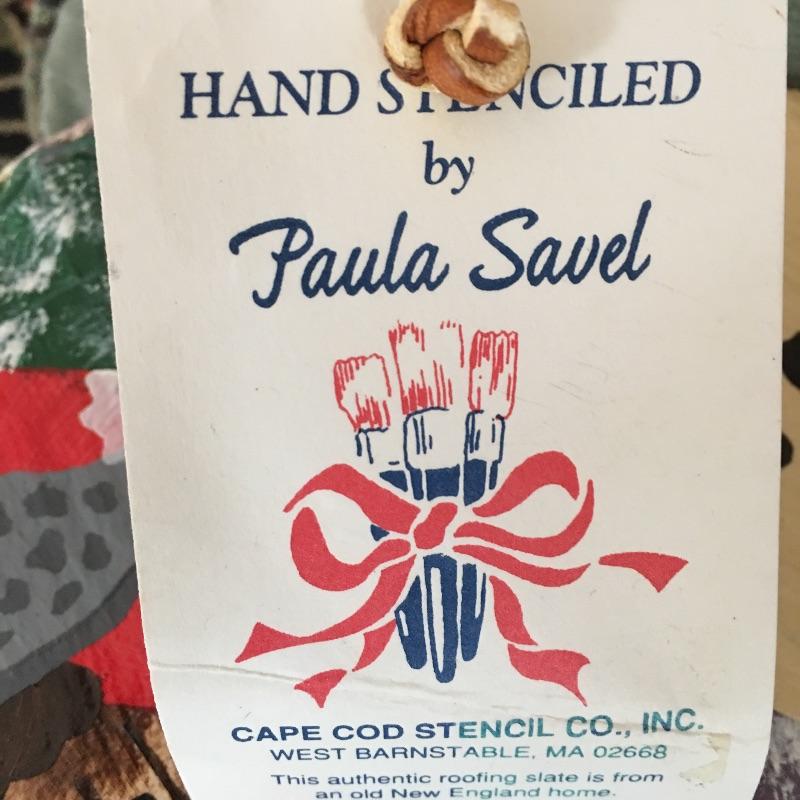 HAND STENCILED
by
Paula Savel
CAPE COD STENCIL CO., INC.
WEST BARNSTABLE, MA 02668
This authentic roofing slate is from
an old New England home.